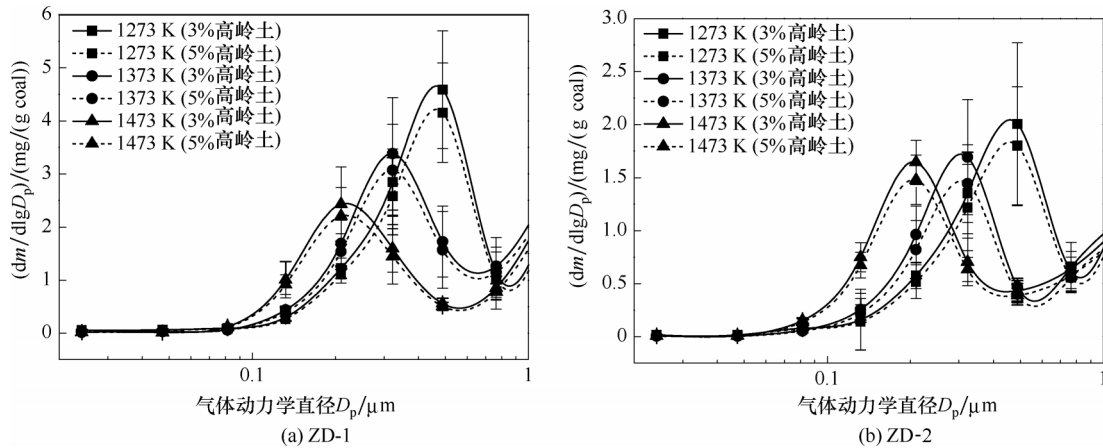 6
5
4
3
2
1
0
(dm/dlgDp)/(mg/(g coal))
1273 K (3%高岭土)
1273 K (5%高岭土)
1373 K (3%高岭土)
1373 K (5%高岭土)
1473 K (3%高岭土)
1473 K (5%高岭土)
0.1
1
气体动力学直径Dp/μm
(a) ZD-1
3.0
2.5
2.0
1.5
1.0
0.5
0
(dm/dlgDp)/(mg/(g coal))
1273 K (3%高岭土)
1273 K (5%高岭土)
1373 K (3%高岭土)
1373 K (5%高岭土)
1473 K (3%高岭土)
1473 K (5%高岭土)
0.1
1
气体动力学直径Dp/μm
(b) ZD-2